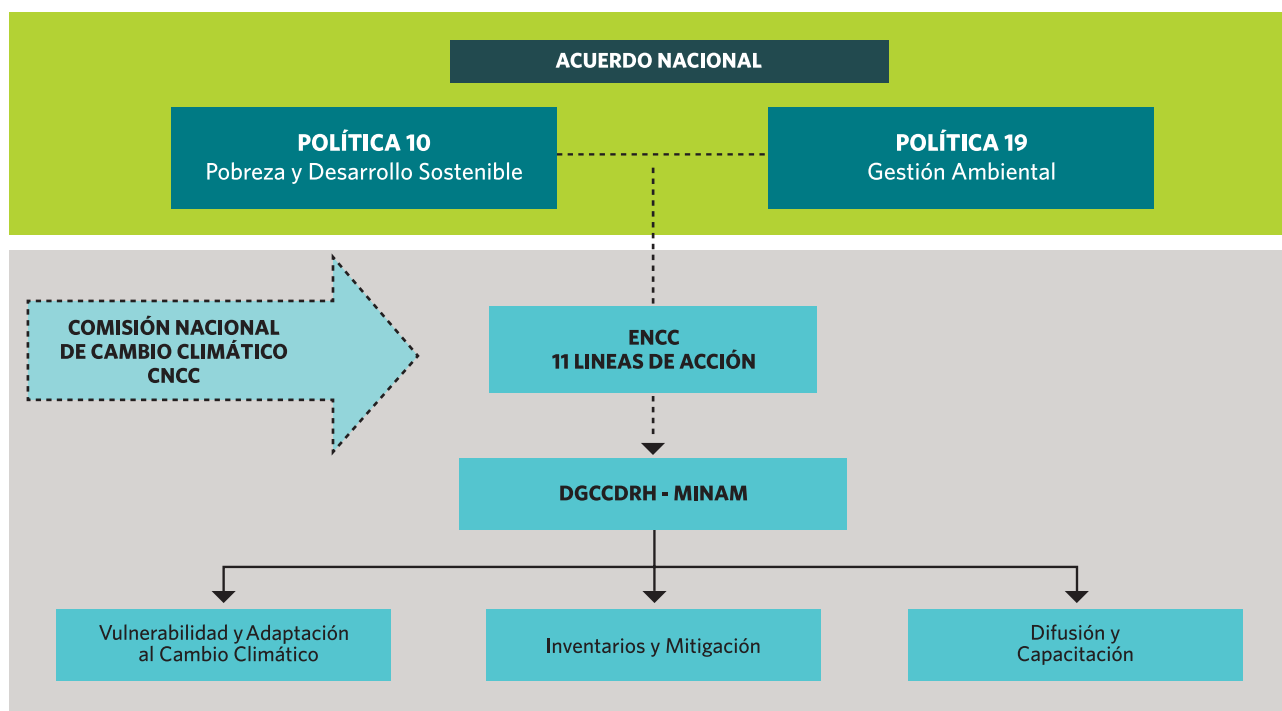 ACUERDO NACIONAL
POLÍTICA 10
Pobreza y Desarrollo Sostenible
POLÍTICA 19
Gestión Ambiental
COMISIÓN NACIONAL
DE CAMBIO CLIMÁTICO
CNCC
ENCC
11 LINEAS DE ACCIÓN
DGCCDRH - MINAM
Vulnerabilidad y Adaptación
al Cambio Climático
Inventarios y Mitigación
Difusión y
Capacitación